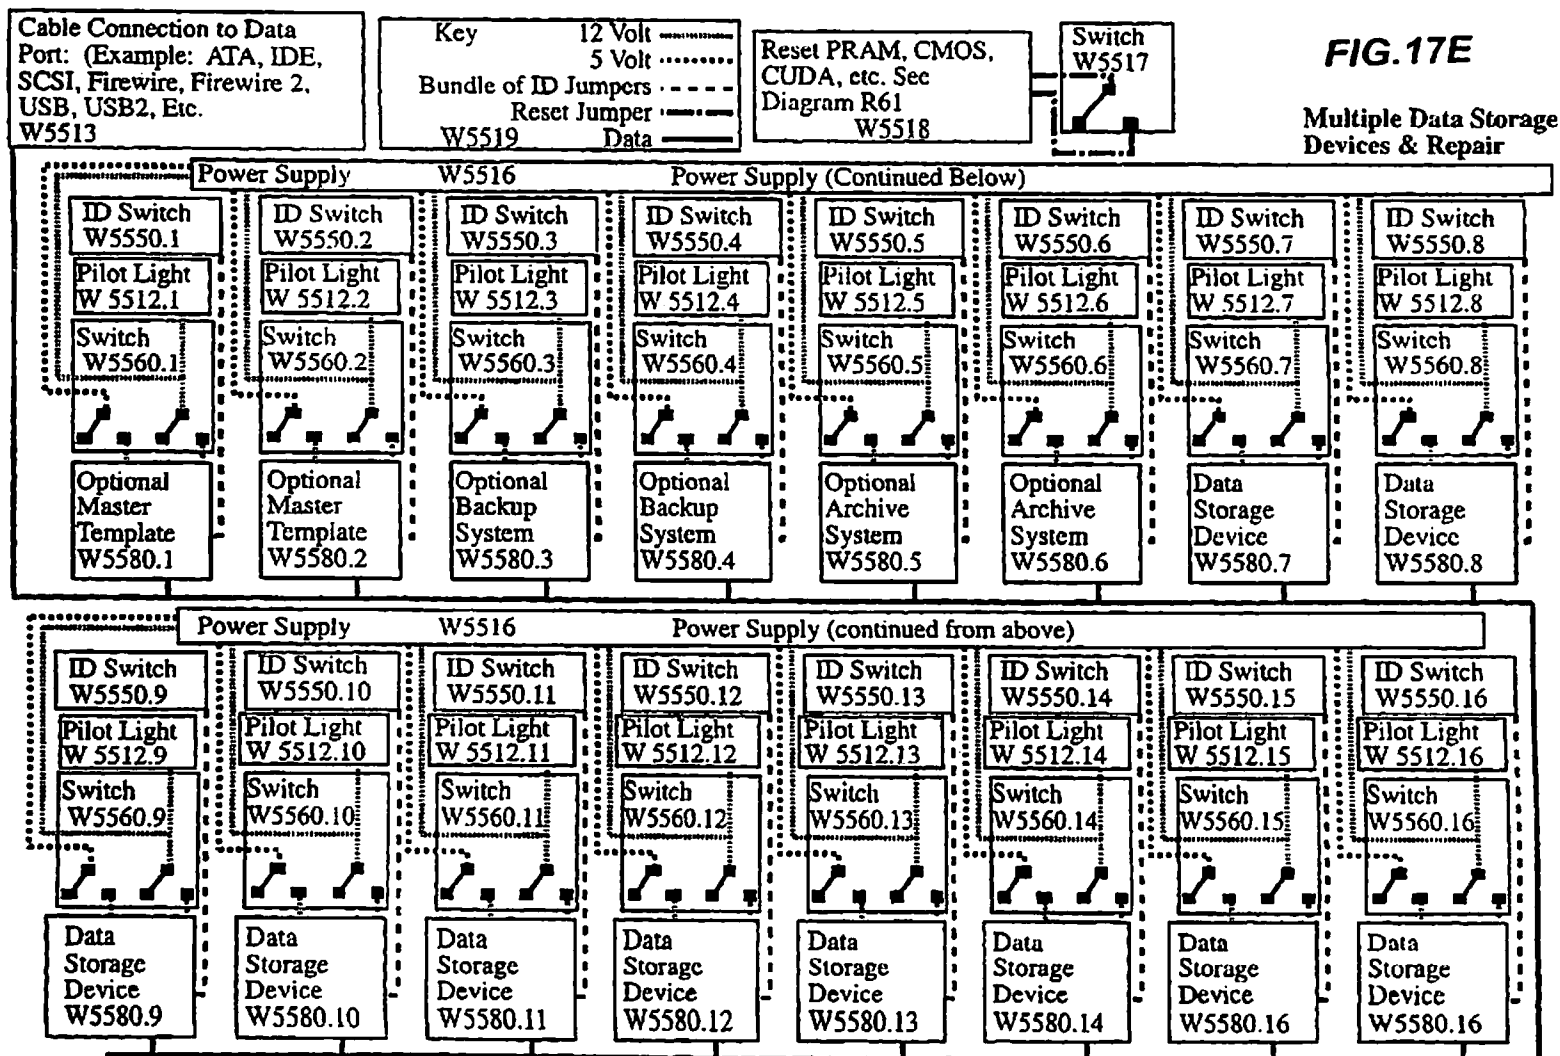 Cable Connection to Data
Port: (Example: ATA, IDE,
SCSI, Firewire, Firewire 2,
USB, USB2, Etc.
W5513
Key 12 Volt
5 Volt
Bundle of ID Jumpers
Reset Jumper
W5519 Data
Reset PRAM, CMOS,
CUDA, etc. See
Diagram R61
W5518
Switch
W5517
FIG.17E
Multiple Data Storage
Devices & Repair
Power Supply W5516 Power Supply (Continued Below)
ID Switch
W5550.1
Pilot Light
W 5512.1
Switch
W5560.1
Optional
Master
Template
W5580.1
ID Switch
W5550.2
Pilot Light
W 5512.2
Switch
W5560.2
Optional
Master
Template
W5580.2
ID Switch
W5550.3
Pilot Light
W 5512.3
Switch
W5560.3
Optional
Backup
System
W5580.3
ID Switch
W5550.4
Pilot Light
W 5512.4
Switch
W5560.4
Optional
Backup
System
W5580.4
ID Switch
W5550.5
Pilot Light
W 5512.5
Switch
W5560.5
Optional
Archive
System
W5580.5
ID Switch
W5550.6
Pilot Light
W 5512.6
Switch
W5560.6
Optional
Archive
System
W5580.6
ID Switch
W5550.7
Pilot Light
W 5512.7
Switch
W5560.7
Data
Storage
Device
W5580.7
ID Switch
W5550.8
Pilot Light
W 5512.8
Switch
W5560.8
Data
Storage
Device
W5580.8
Power Supply W5516 Power Supply (continued from above)
ID Switch
W5550.9
Pilot Light
W 5512.9
Switch
W5560.9
Data
Storage
Device
W5580.9
ID Switch
W5550.10
Pilot Light
W 5512.10
Switch
W5560.10
Data
Storage
Device
W5580.10
ID Switch
W5550.11
Pilot Light
W 5512.11
Switch
W5560.11
Data
Storage
Device
W5580.11
ID Switch
W5550.12
Pilot Light
W 5512.12
Switch
W5560.12
Data
Storage
Device
W5580.12
ID Switch
W5550.13
Pilot Light
W 5512.13
Switch
W5560.13
Data
Storage
Device
W5580.13
ID Switch
W5550.14
Pilot Light
W 5512.14
Switch
W5560.14
Data
Storage
Device
W5580.14
ID Switch
W5550.15
Pilot Light
W 5512.15
Switch
W5560.15
Data
Storage
Device
W5580.16
ID Switch
W5550.16
Pilot Light
W 5512.16
Switch
W5560.16
Data
Storage
Device
W5580.16